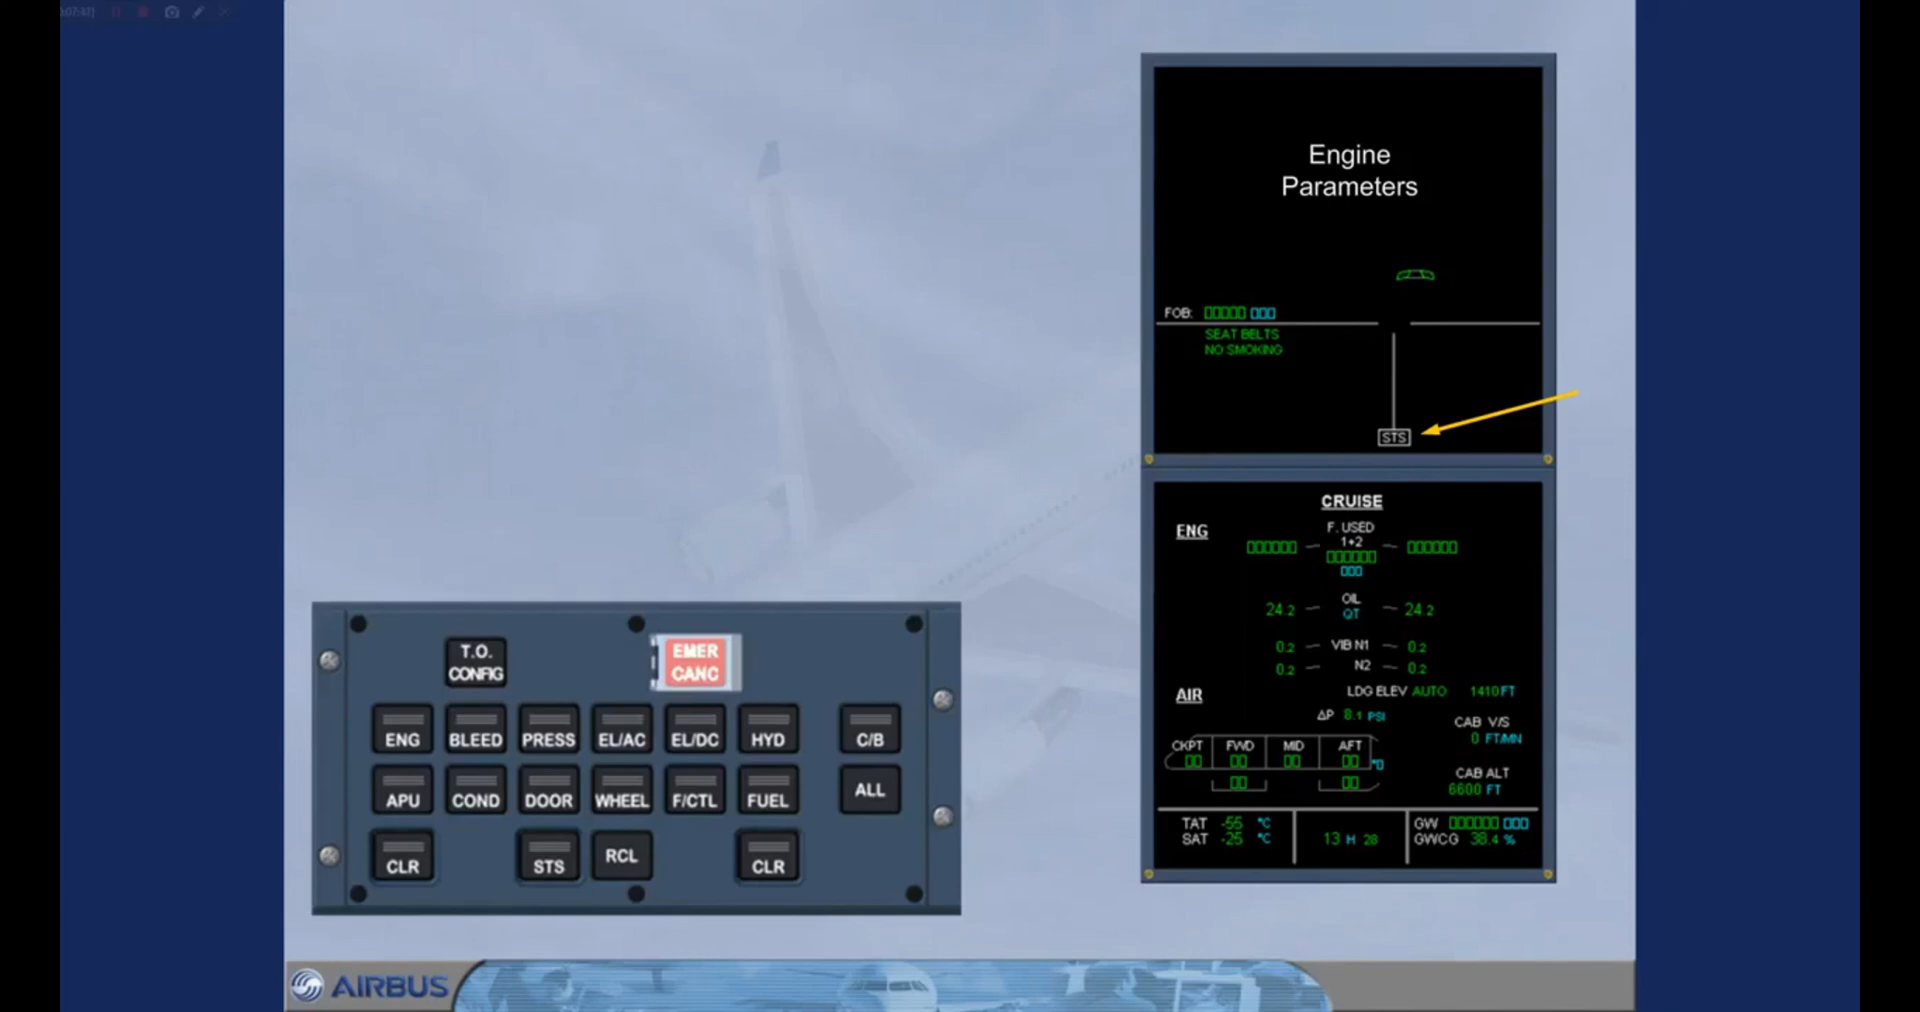 Engine
Parameters
FOB:
SEAT BELTS
NO SMOKING
STS
CRUISE
ENG
F. USED
1+2
OIL
24.2 QT 24.2
0.2 VIB N1 0.2
0.2 N2 0.2
AIR
LDG ELEV AUTO 1410 FT
ΔP 8.1 PSI
CAB V/S
0 FT/MN
CKPT FWD MID AFT
CAB ALT
6600 FT
TAT -55 °C
SAT -25 °C
13 H 28
GW
GWCG 38.4 %
T.O.
CONFIG
EMER
CANC
ENG BLEED PRESS EL/AC EL/DC HYD C/B
APU COND DOOR WHEEL F/CTL FUEL ALL
CLR STS RCL CLR
AIRBUS